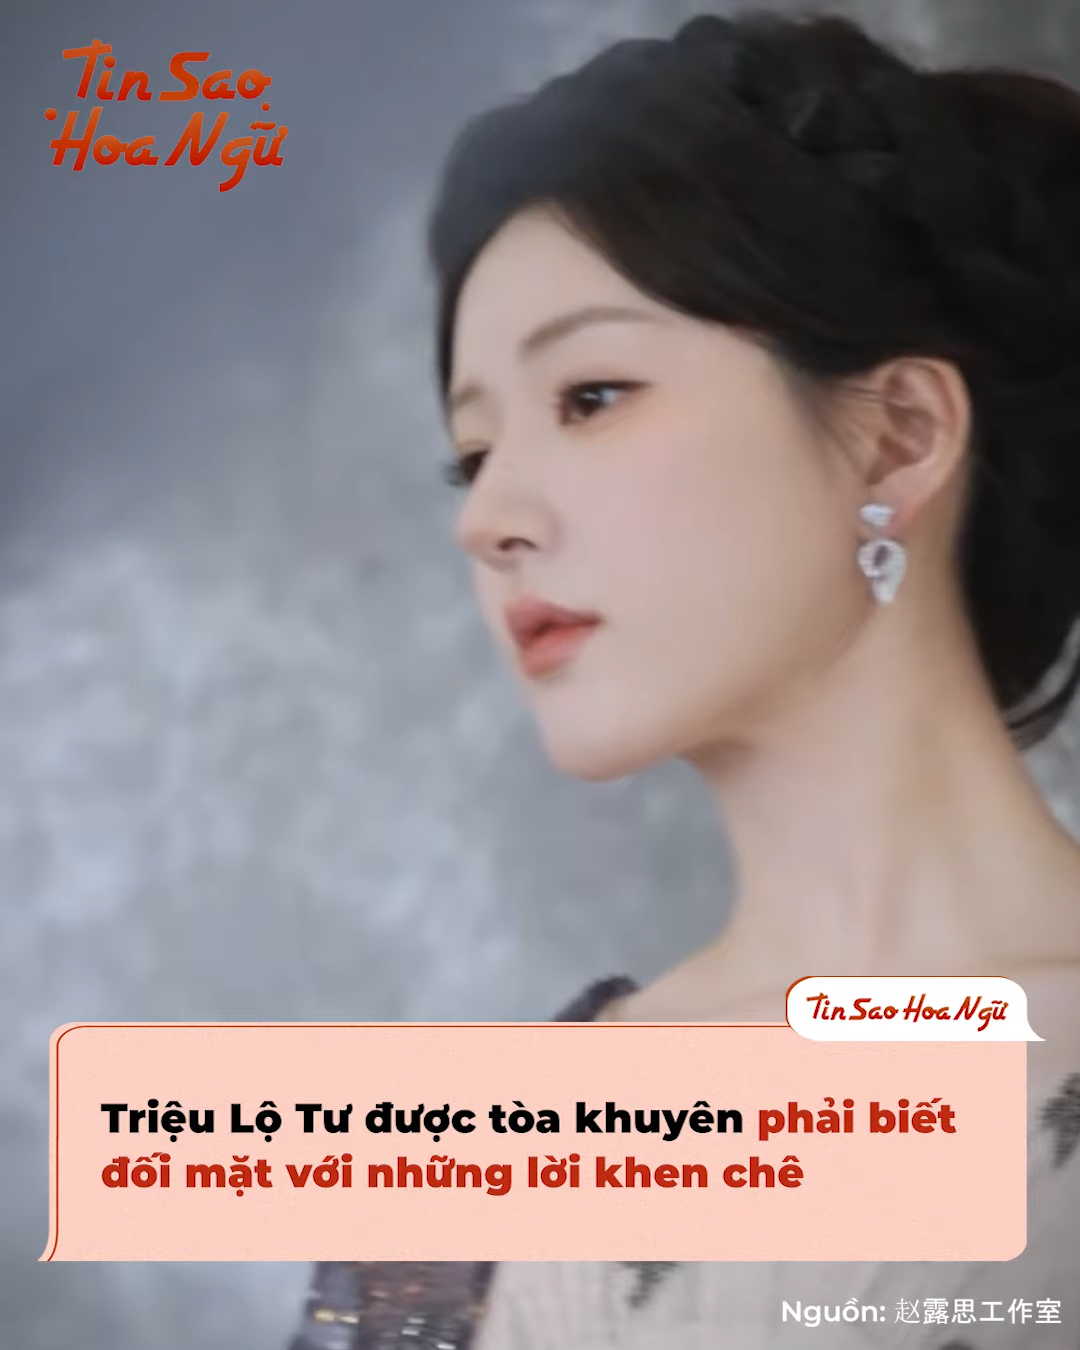 Tin Sao
Hoa Ngữ
Tin Sao Hoa Ngữ
Triệu Lộ Tư được tòa khuyên phải biết
đối mặt với những lời khen chê
Nguồn: 赵露思工作室